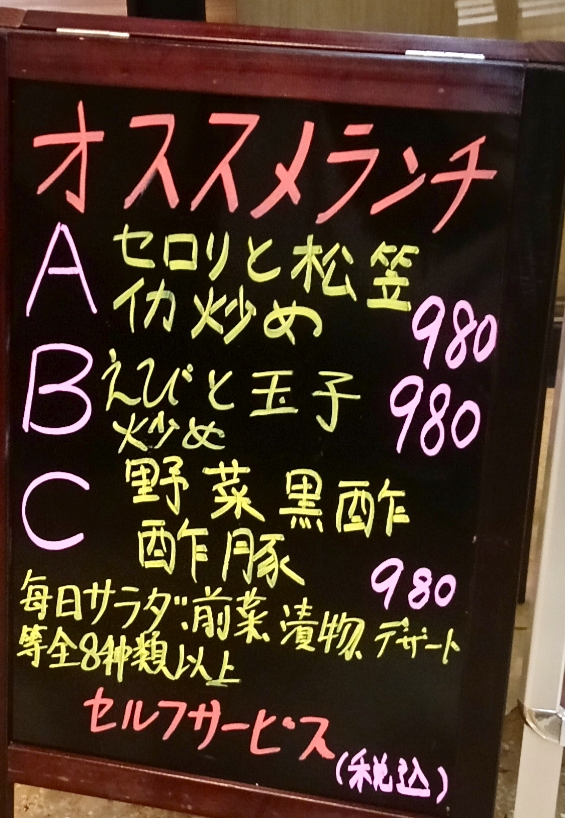 オススメランチ
A セロリと松笠
イカ炒め 980
B えびと玉子
炒め 980
C 野菜黒酢
酢豚 980
毎日サラダ、前菜、漬物、デザート
等全8種類以上
セルフサービス
(税込)